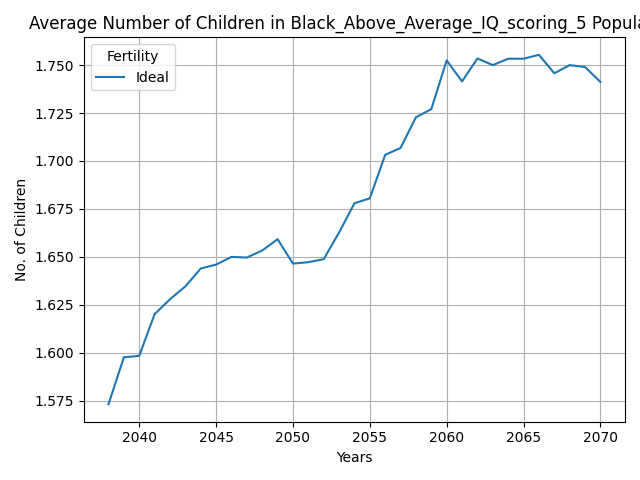 Average Number of Children in Black_Above_Average_IQ_scoring_5 Popula
Fertility
Ideal
No. of Children
1.750
1.725
1.700
1.675
1.650
1.625
1.600
1.575
2040 2045 2050 2055 2060 2065 2070
Years